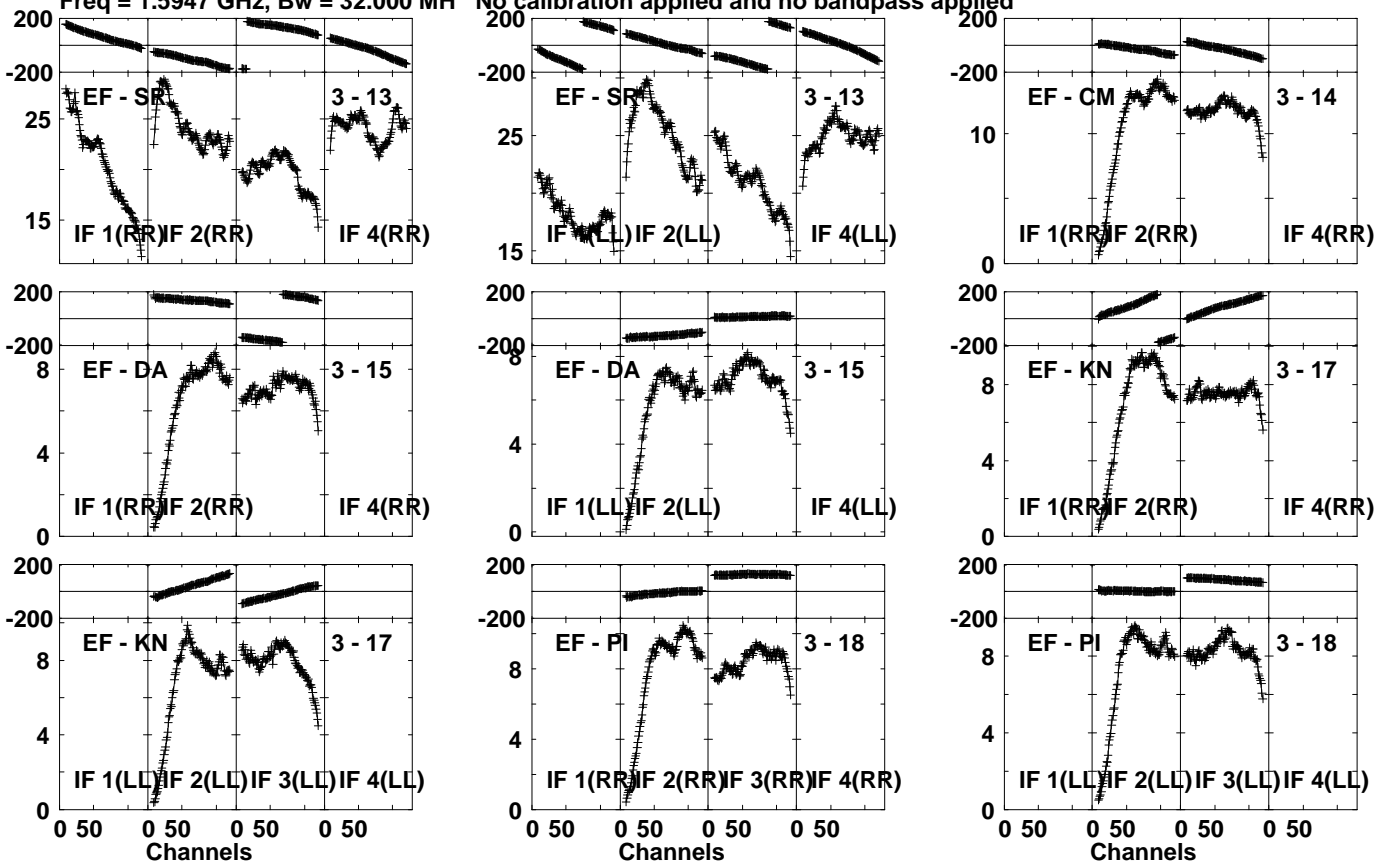 Freq = 1.5947 GHz, Bw = 32.000 MH No calibration applied and no bandpass applied
200 200 200
-200 -200 -200
EF - SR 3 - 13 EF - SR 3 - 13 EF - CM 3 - 14
25 25 10
15 15 0
IF 1(RR) IF 2(RR) IF 4(RR) IF 1(LL) IF 2(LL) IF 4(LL) IF 1(RR) IF 2(RR) IF 4(RR)
200 200 200
-200 -200 -200
EF - DA 3 - 15 EF - DA 3 - 15 EF - KN 3 - 17
8 8 8
4 4 4
IF 1(RR) IF 2(RR) IF 4(RR) IF 1(LL) IF 2(LL) IF 4(LL) IF 1(RR) IF 2(RR) IF 4(RR)
0 0 0
200 200 200
-200 -200 -200
EF - KN 3 - 17 EF - PI 3 - 18 EF - PI 3 - 18
8 8 8
4 4 4
IF 1(LL) IF 2(LL) IF 3(LL) IF 4(LL) IF 1(RR) IF 2(RR) IF 3(RR) IF 4(RR) IF 1(LL) IF 2(LL) IF 3(LL) IF 4(LL)
0 0 0
0 50 0 50 0 50 0 50 0 50 0 50 0 50 0 50 0 50 0 50 0 50 0 50
Channels Channels Channels